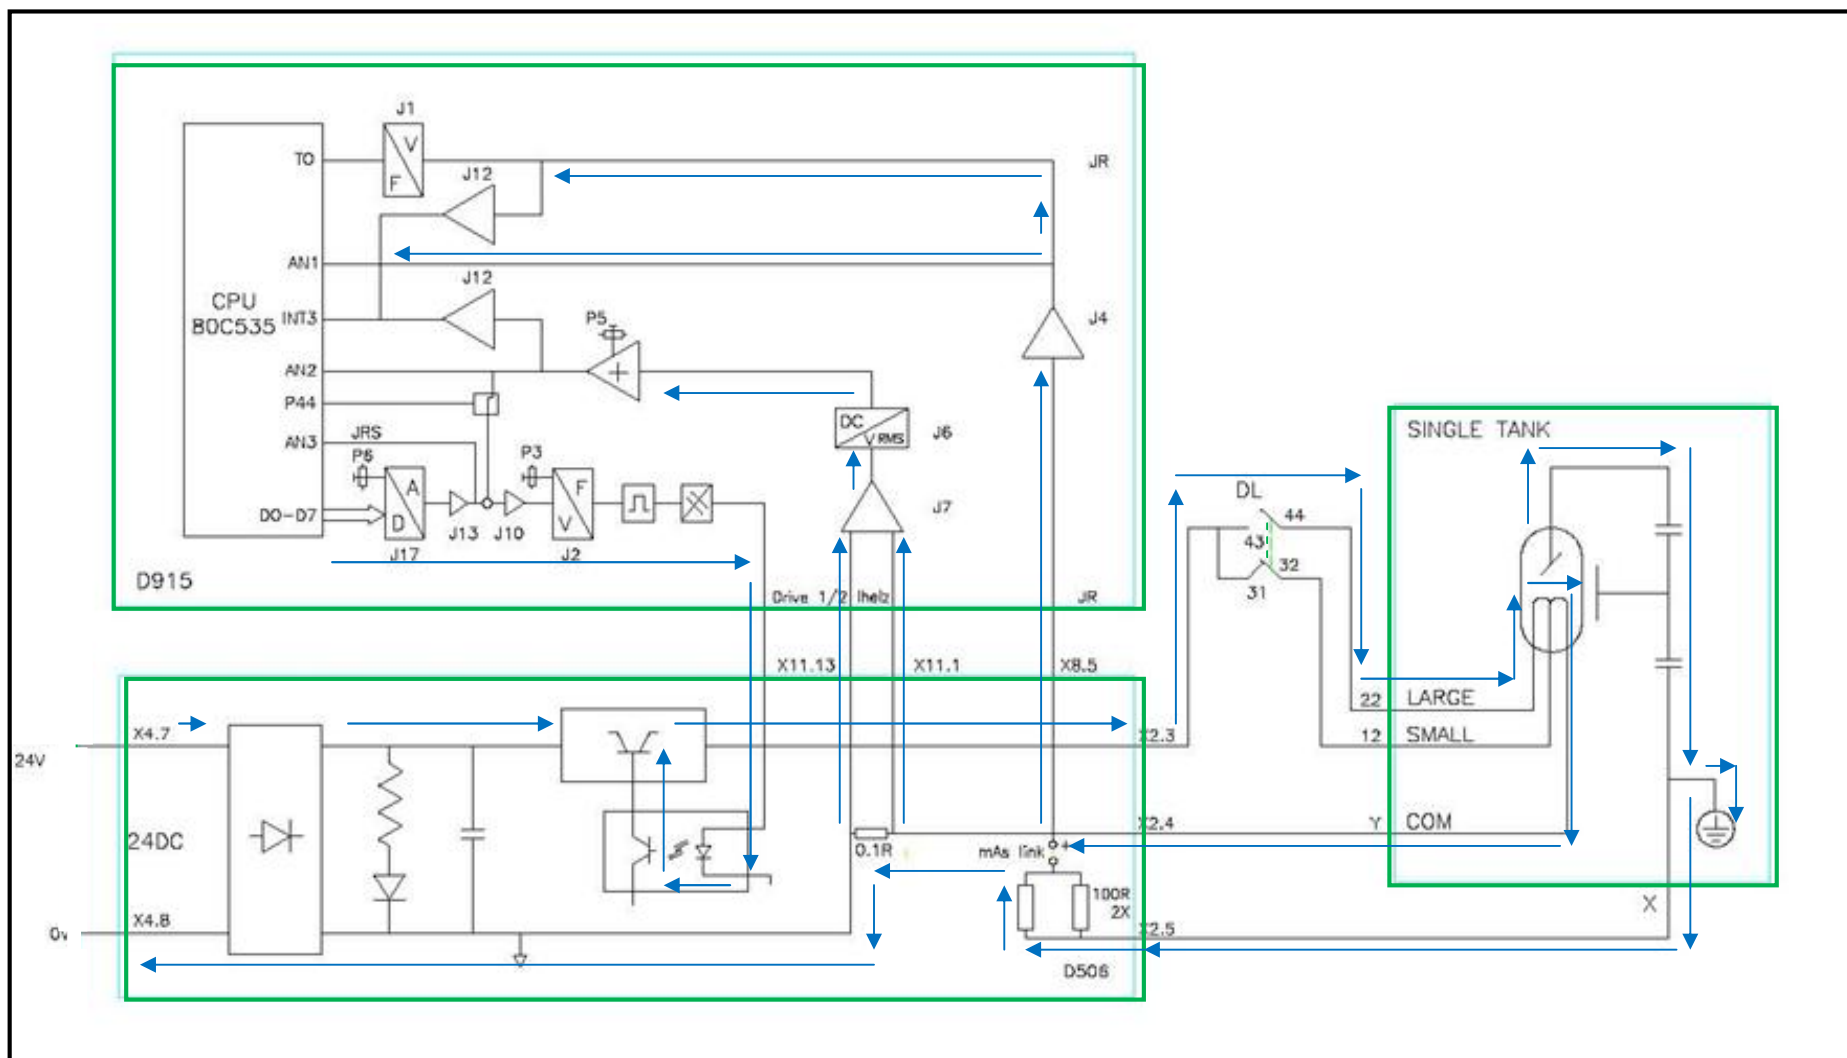 J1
V
F
TO
JR
J12
AN1
J12
CPU
80C535
INT3
P5
J4
AN2
+
P44
DC
V RMS
J6
SINGLE TANK
AN3
JRS
P6
P3
DL
44
A
D
F
V
J7
43
DO-D7
J13
J10
32
J17
J2
31
D915
Drive 1/2
Iheiz
JR
X11.13
X11.1
X8.5
22
LARGE
X4.7
X2.3
12
SMALL
24V
24DC
X2.4
Y
COM
0.1R
mAs link
+
100R
2X
X4.8
X2.5
X
0v
D506